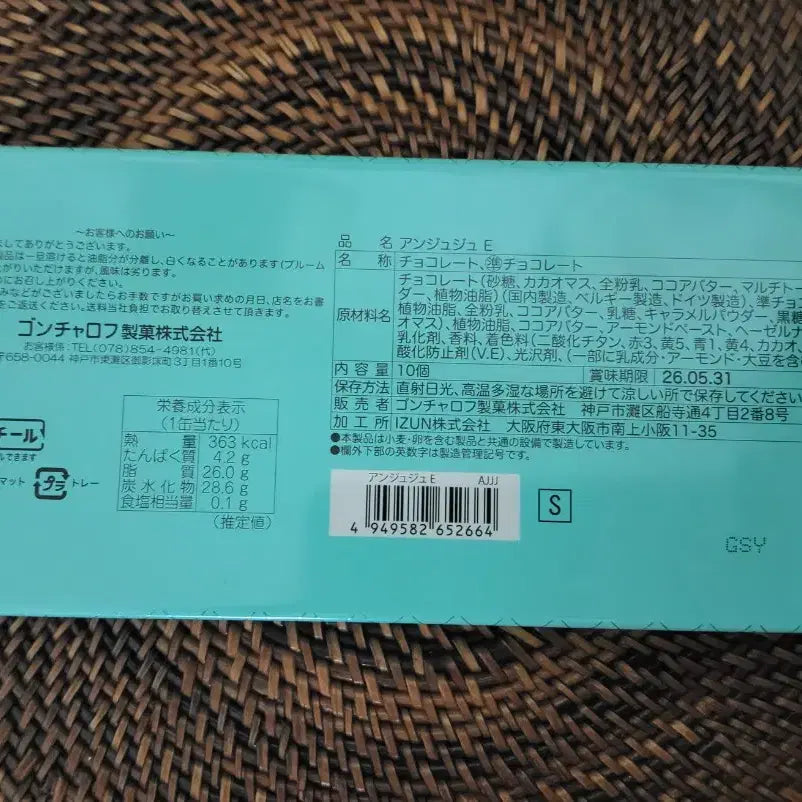 ～お客様へのお願い～
してありがとうございます。
製品は一旦溶けると油脂分が分離し、白くなることがあります(ブルーム
がりいただけますが、風味は劣ります。
にお召し上がりください。
みなどがございましたらお手数ですがお買い求めの月日、店名をお書
をご返送ください。送料当社負担でお取り替えさせて頂きます。
ゴンチャロフ製菓株式会社
お客様係:TEL(078)854-4981(代)
〒658-0044 神戸市東灘区御影塚町3丁目1番10号
チール
できます
マット
プラ
トレー
栄養成分表示
(1缶当たり)
熱量 363 kcal
たんぱく質 4.2 g
脂質 26.0 g
炭水化物 28.6 g
食塩相当量 0.1 g
(推定値)
品名 アンジュジュ E
名称 チョコレート、㊤チョコレート
原材料名
チョコレート(砂糖、カカオマス、全粉乳、ココアバター、マルトー
ダー、植物油脂)(国内製造、ベルギー製造、ドイツ製造)、準チョ
植物油脂、全粉乳、ココアバター、乳糖、キャラメルパウダー、黒糖
オマス)、植物油脂、ココアバター、アーモンドペースト、ヘーゼルナ
乳化剤、香料、着色料(二酸化チタン、赤3、黄5、青1、黄4、カカオ
酸化防止剤(V.E)、光沢剤、(一部に乳成分・アーモンド・大豆を含
内容量 10個 賞味期限 26.05.31
保存方法 直射日光、高温多湿な場所を避けて涼しい所で保存してください
販売者 ゴンチャロフ製菓株式会社 神戸市灘区船寺通4丁目2番8号
加工所 IZUN株式会社 大阪府東大阪市南上小阪11-35
●本製品は小麦・卵を含む製品と共通の設備で製造しています。
●欄外下部の英数字は製造管理記号です。
アンジュジュ E AJJJ
4 949582 652664
S
GSY